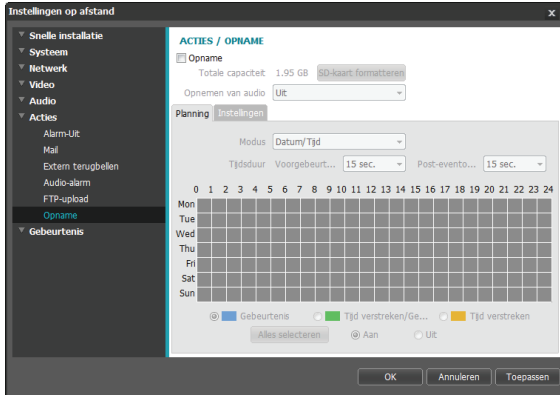 Instellingen op afstand
x
Snelle installatie
Systeem
Netwerk
Video
Audio
Acties
Alarm-Uit
Mail
Extern terugbellen
Audio-alarm
FTP-upload
Opname
Gebeurtenis
ACTIES / OPNAME
Opname
Totale capaciteit 1.95 GB SD-kaart formatteren
Opnemen van audio Uit
Planning Instellingen
Modus Datum/Tijd
Tijdsduur Voorgebeurt... 15 sec. Post-evento... 15 sec.
0 1 2 3 4 5 6 7 8 9 10 11 12 13 14 15 16 17 18 19 20 21 22 23 24
Mon
Tue
Wed
Thu
Fri
Sat
Sun
Gebeurtenis Tijd verstreken/Ge... Tijd verstreken
Alles selecteren Aan Uit
OK Annuleren Toepassen